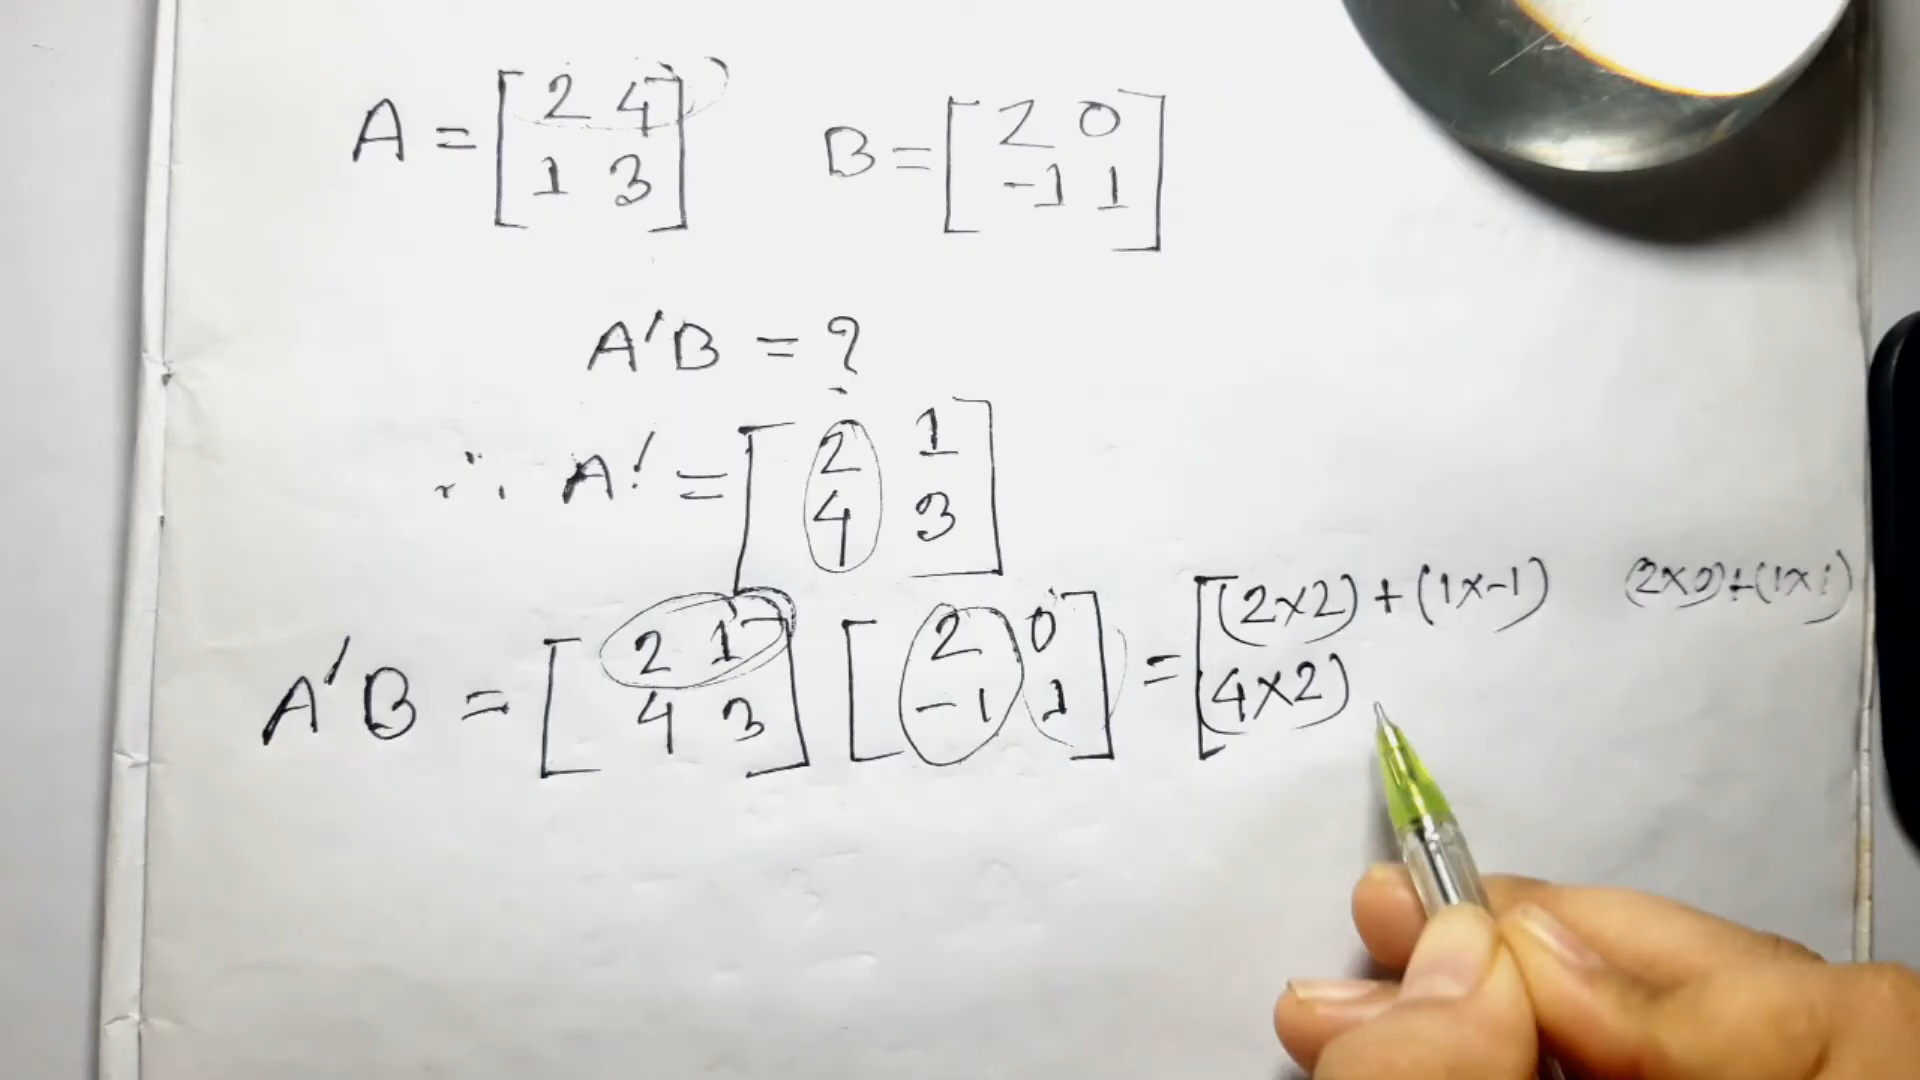 A = [2 4 B = [2 0
1 3] -1 1]
A'B = ?
∴ A' = [2 1
4 3]
A'B = [2 1 [2 0 = [(2×2)+(1×-1) (2×0)+(1×1)
4 3] -1 1] (4×2)